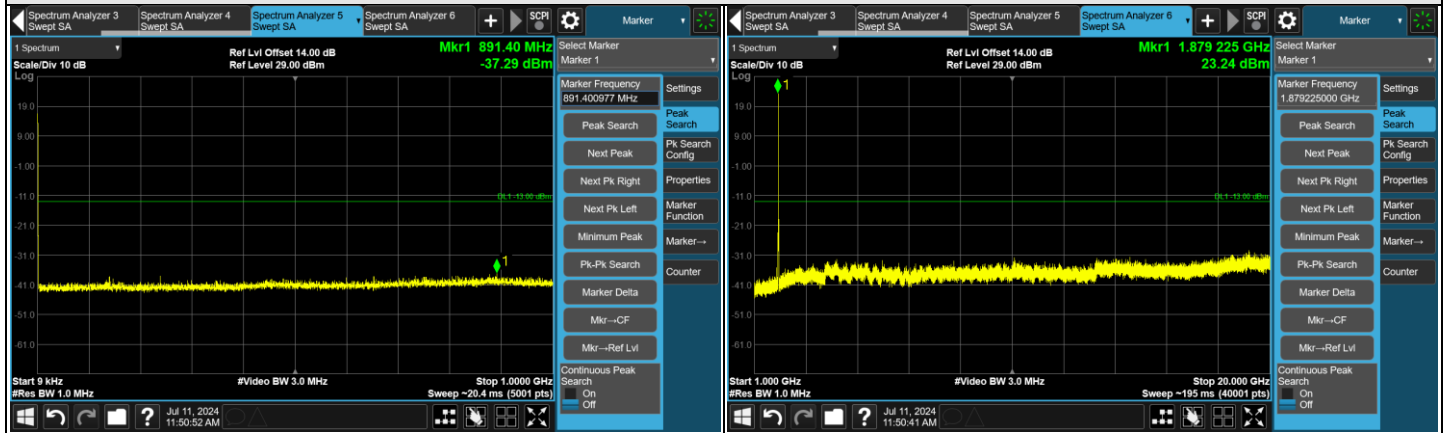 Spectrum Analyzer 3 Spectrum Analyzer 4 Spectrum Analyzer 5 Spectrum Analyzer 6 SCPI Marker
Swept SA Swept SA Swept SA Swept SA
1 Spectrum Ref Lvl Offset 14.00 dB Mkr1 891.40 MHz Select Marker
Scale/Div 10 dB Ref Level 29.00 dBm -37.29 dBm Marker 1
Log
Marker Frequency Settings
891.400977 MHz
19.0
Peak Search Peak Search
9.00
Next Peak Pk Search Config
-1.00
Next Pk Right Properties
-11.0 DL1 -13.00 dBm
Next Pk Left Marker Function
-21.0
Minimum Peak Marker→
-31.0 1
Pk-Pk Search Counter
-41.0
Marker Delta
-51.0
Mkr→CF
-61.0
Mkr→Ref Lvl
Continuous Peak Search
On
Off
Start 9 kHz #Video BW 3.0 MHz Stop 1.0000 GHz
#Res BW 1.0 MHz Sweep ~20.4 ms (5001 pts)
? Jul 11, 2024
11:50:52 AM
Spectrum Analyzer 3 Spectrum Analyzer 4 Spectrum Analyzer 5 Spectrum Analyzer 6 SCPI Marker
Swept SA Swept SA Swept SA Swept SA
1 Spectrum Ref Lvl Offset 14.00 dB Mkr1 1.879 225 GHz Select Marker
Scale/Div 10 dB Ref Level 29.00 dBm 23.24 dBm Marker 1
Log 1
Marker Frequency Settings
1.879225000 GHz
19.0
Peak Search Peak Search
9.00
Next Peak Pk Search Config
-1.00
Next Pk Right Properties
-11.0 DL1 -13.00 dBm
Next Pk Left Marker Function
-21.0
Minimum Peak Marker→
-31.0
Pk-Pk Search Counter
-41.0
Marker Delta
-51.0
Mkr→CF
-61.0
Mkr→Ref Lvl
Continuous Peak Search
On
Off
Start 1.000 GHz #Video BW 3.0 MHz Stop 20.000 GHz
#Res BW 1.0 MHz Sweep ~195 ms (40001 pts)
? Jul 11, 2024
11:50:41 AM